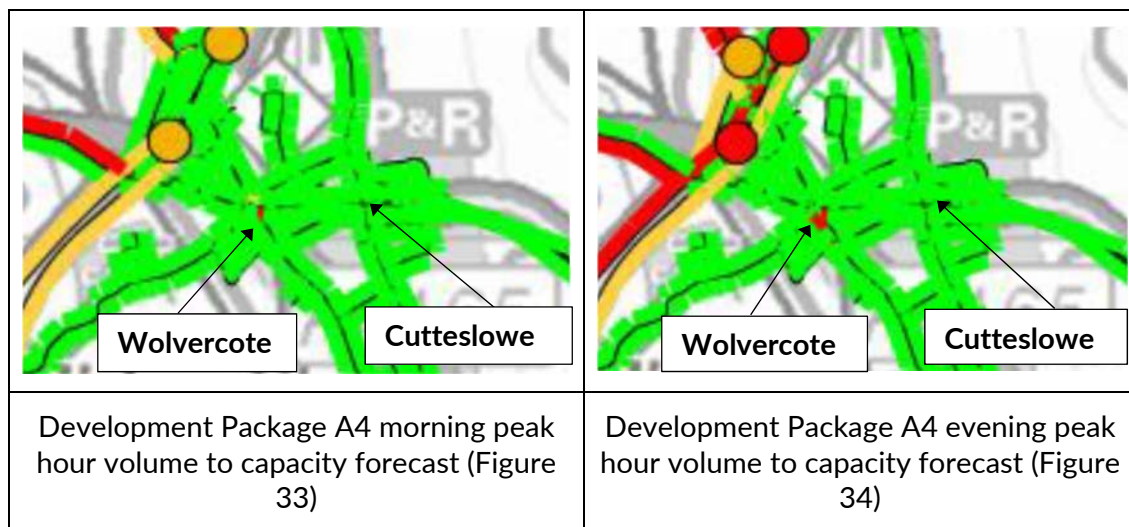 P&R
P&R
Wolvercote
Cutteslowe
Wolvercote
Cutteslowe
Development Package A4 morning peak
hour volume to capacity forecast (Figure
33)
Development Package A4 evening peak
hour volume to capacity forecast (Figure
34)